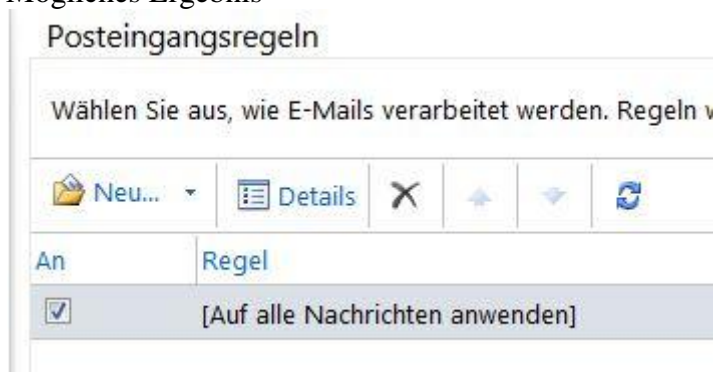 Mögliches Ergebnis
Posteingangsregeln
Wählen Sie aus, wie E-Mails verarbeitet werden. Regeln
Neu... Details
An Regel
[Auf alle Nachrichten anwenden]